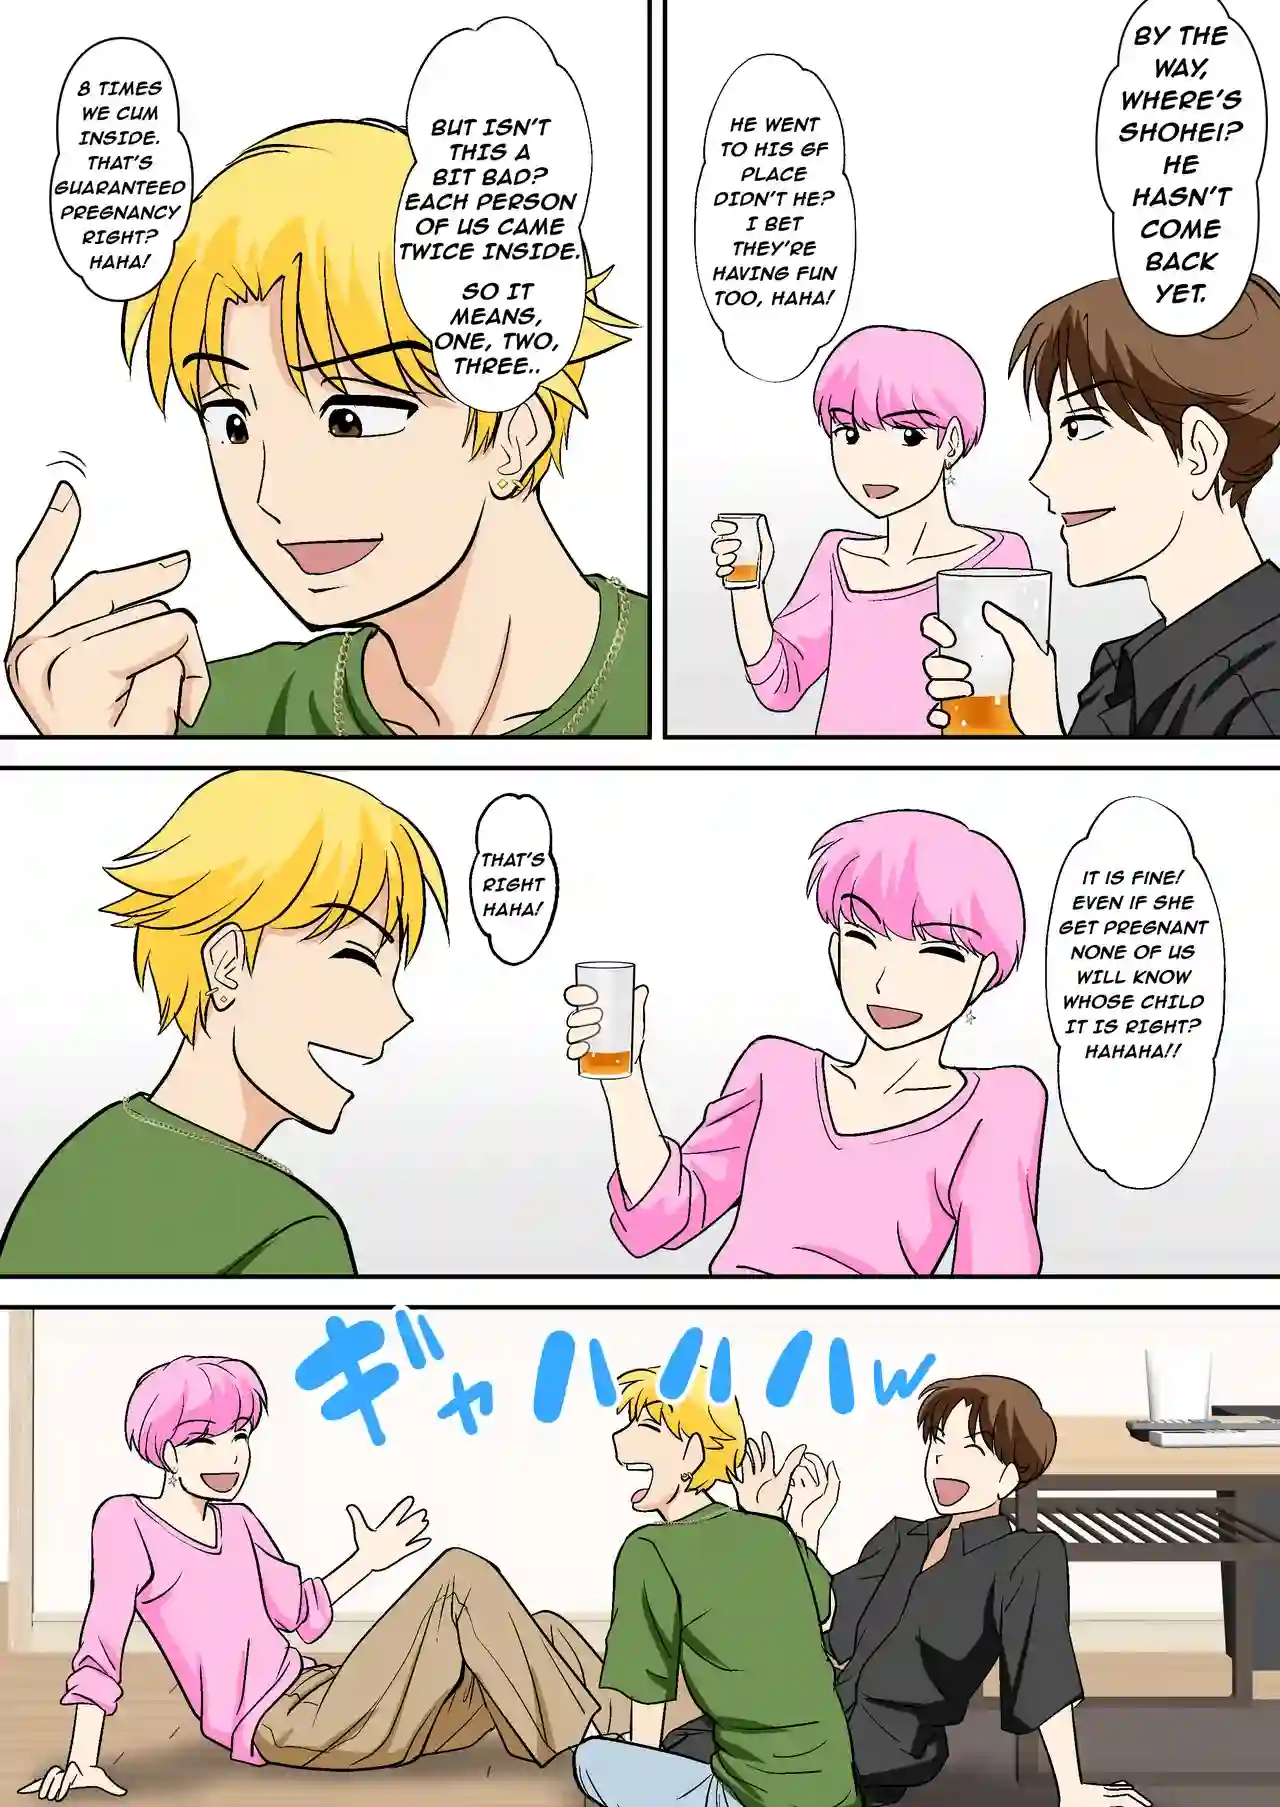 BY THE
WAY,
WHERE'S
SHOHEI?
HE
HASN'T
COME
BACK
YET.
HE WENT
TO HIS GF
PLACE
DIDN'T HE?
I BET
THEY'RE
HAVING FUN
TOO, HAHA!
BUT ISN'T
THIS A
BIT BAD?
EACH PERSON
OF US CAME
TWICE INSIDE.
SO IT
MEANS,
ONE, TWO,
THREE..
8 TIMES
WE CUM
INSIDE.
THAT'S
GUARANTEED
PREGNANCY
RIGHT?
HAHA!
IT IS FINE!
EVEN IF SHE
GET PREGNANT
NONE OF US
WILL KNOW
WHOSE CHILD
IT IS RIGHT?
HAHAHA!!
THAT'S
RIGHT
HAHA!
ギャハハハw